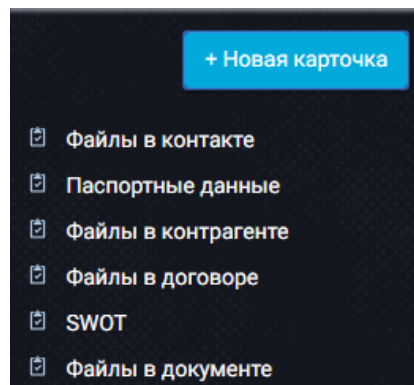 + Новая карточка
Файлы в контакте
Паспортные данные
Файлы в контрагенте
Файлы в договоре
SWOT
Файлы в документе